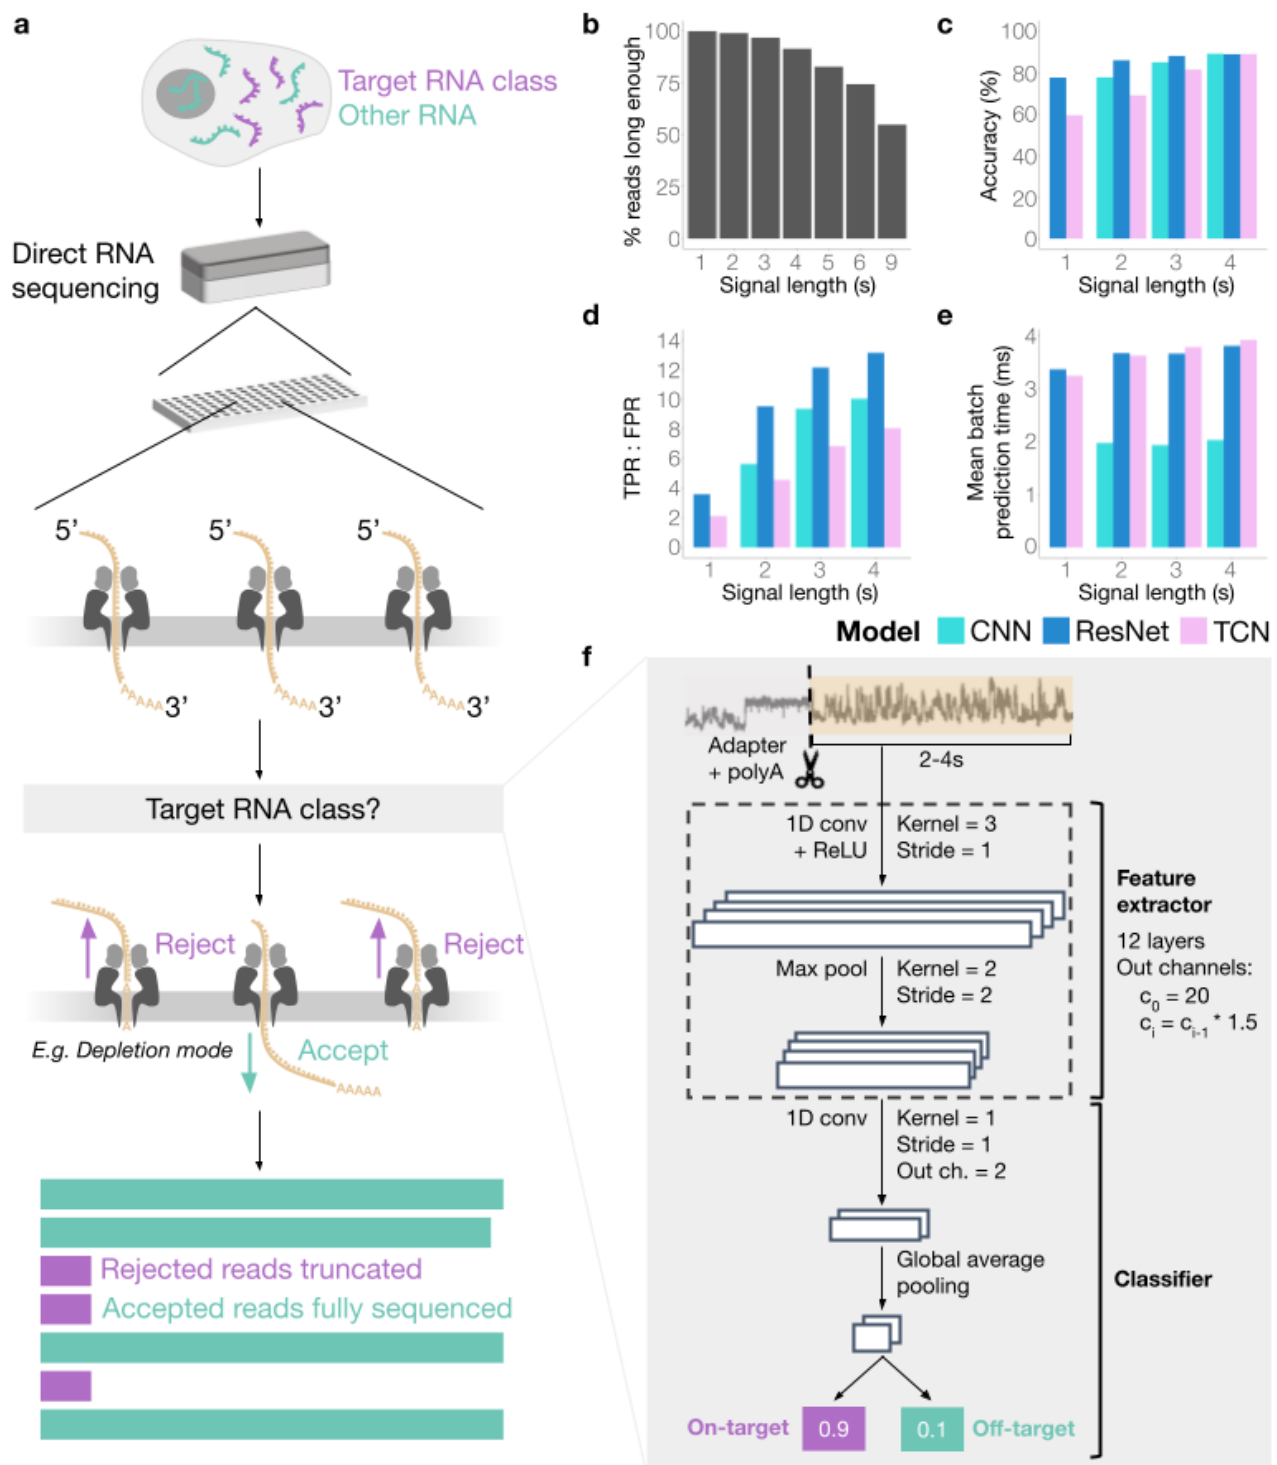 a
Target RNA class
Other RNA
Direct RNA
sequencing
5’
5’
5’
AAAAA3’
AAAAA3’
AAAAA3’
Target RNA class?
Reject
Reject
A
A
A
A
E.g. Depletion mode
Accept
AAAAA
Rejected reads truncated
Accepted reads fully sequenced
b
% reads long enough
100
75
50
25
0
1 2 3 4 5 6 9
Signal length (s)
c
Accuracy (%)
100
80
60
40
20
0
1 2 3 4
Signal length (s)
d
TPR : FPR
14
12
10
8
6
4
2
0
1 2 3 4
Signal length (s)
e
Mean batch
prediction time (ms)
4
3
2
1
0
1 2 3 4
Signal length (s)
Model CNN ResNet TCN
f
Adapter
+ polyA
2-4s
1D conv
+ ReLU
Kernel = 3
Stride = 1
Max pool
Kernel = 2
Stride = 2
Feature
extractor
12 layers
Out channels:
c0 = 20
ci = ci-1 * 1.5
1D conv
Kernel = 1
Stride = 1
Out ch. = 2
Global average
pooling
Classifier
On-target 0.9 0.1 Off-target